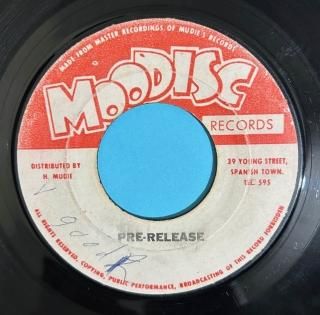 MADE FROM MASTER RECORDINGS OF MUDIE'S RECORDS
MOODISC
RECORDS
DISTRIBUTED BY
H. MUDIE
39 YOUNG STREET,
SPANISH TOWN.
TEL 595
good
PRE-RELEASE
ALL RIGHTS RESERVED, COPYING, PUBLIC PERFORMANCE, BROADCASTING OF THIS RECORD FORBIDDEN